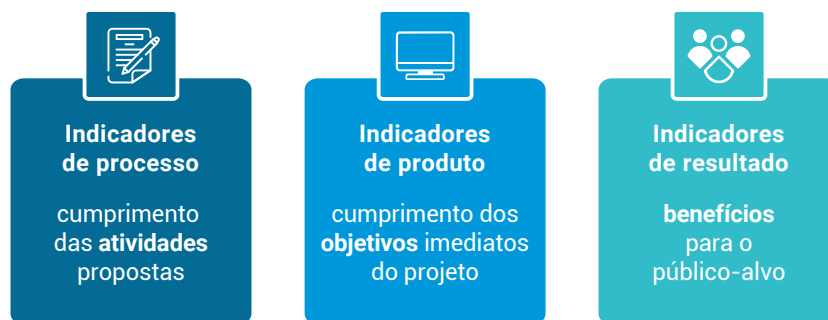 Indicadores
de processo
cumprimento
das atividades
propostas
Indicadores
de produto
cumprimento dos
objetivos imediatos
do projeto
Indicadores
de resultado
benefícios
para o
público-alvo